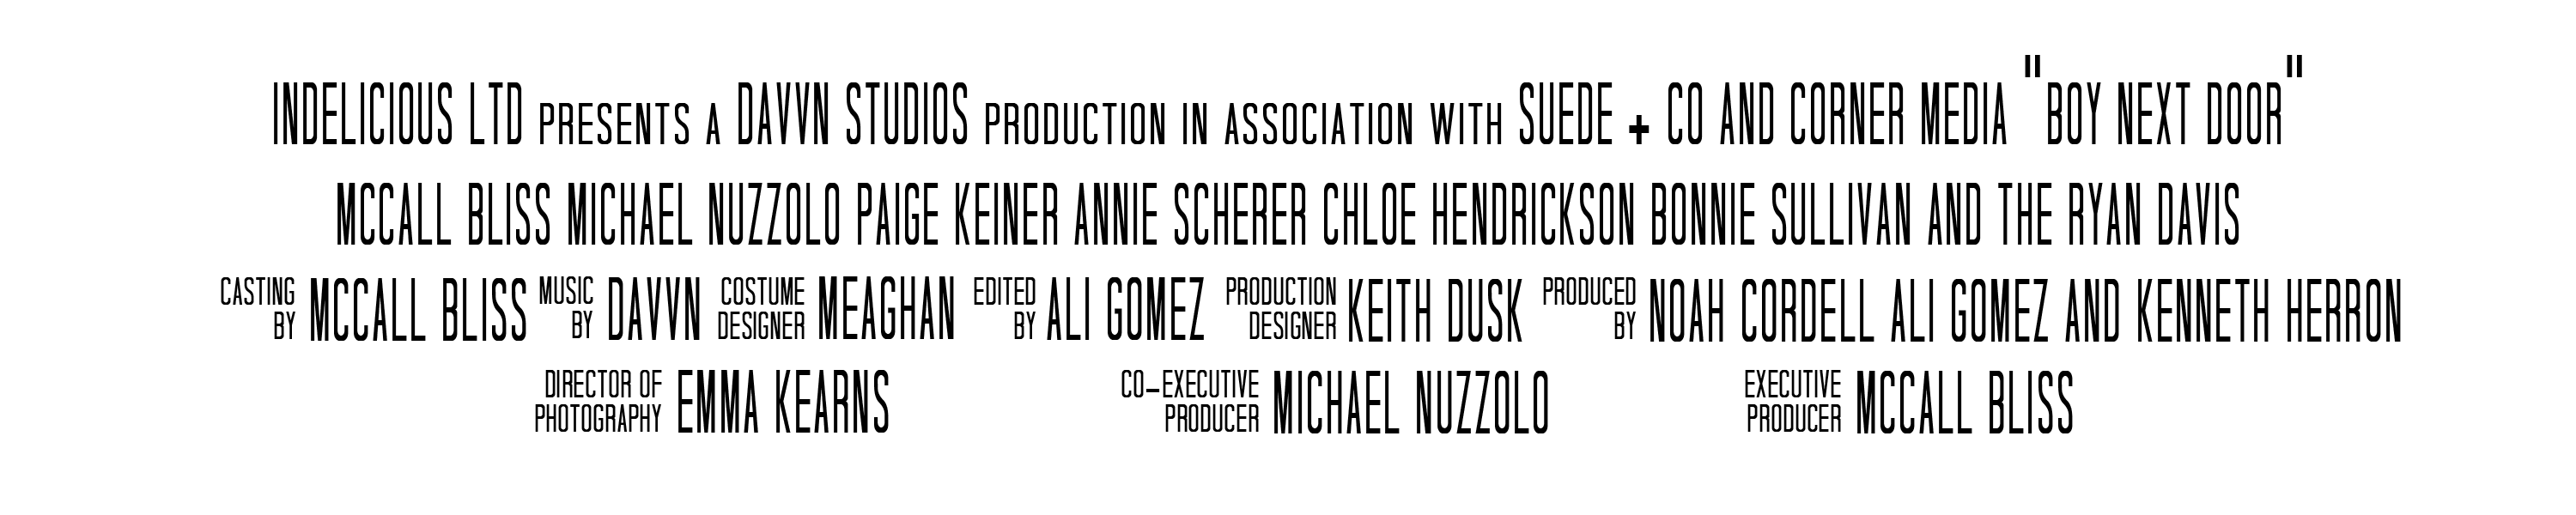 INDELICIOUS LTD PRESENTS A DAVVN STUDIOS PRODUCTION IN ASSOCIATION WITH SUEDE + CO AND CORNER MEDIA "BOY NEXT DOOR"
MCCALL BLISS MICHAEL NUZZOLO PAIGE KEINER ANNIE SCHERER CHLOE HENDRICKSON BONNIE SULLIVAN AND THE RYAN DAVIS
CASTING BY MCCALL BLISS MUSIC BY DAVVN COSTUME DESIGNER MEAGHAN EDITED BY ALI GOMEZ PRODUCTION DESIGNER KEITH DUSK PRODUCED BY NOAH CORDELL ALI GOMEZ AND KENNETH HERRON
DIRECTOR OF PHOTOGRAPHY EMMA KEARNS CO-EXECUTIVE PRODUCER MICHAEL NUZZOLO EXECUTIVE PRODUCER MCCALL BLISS